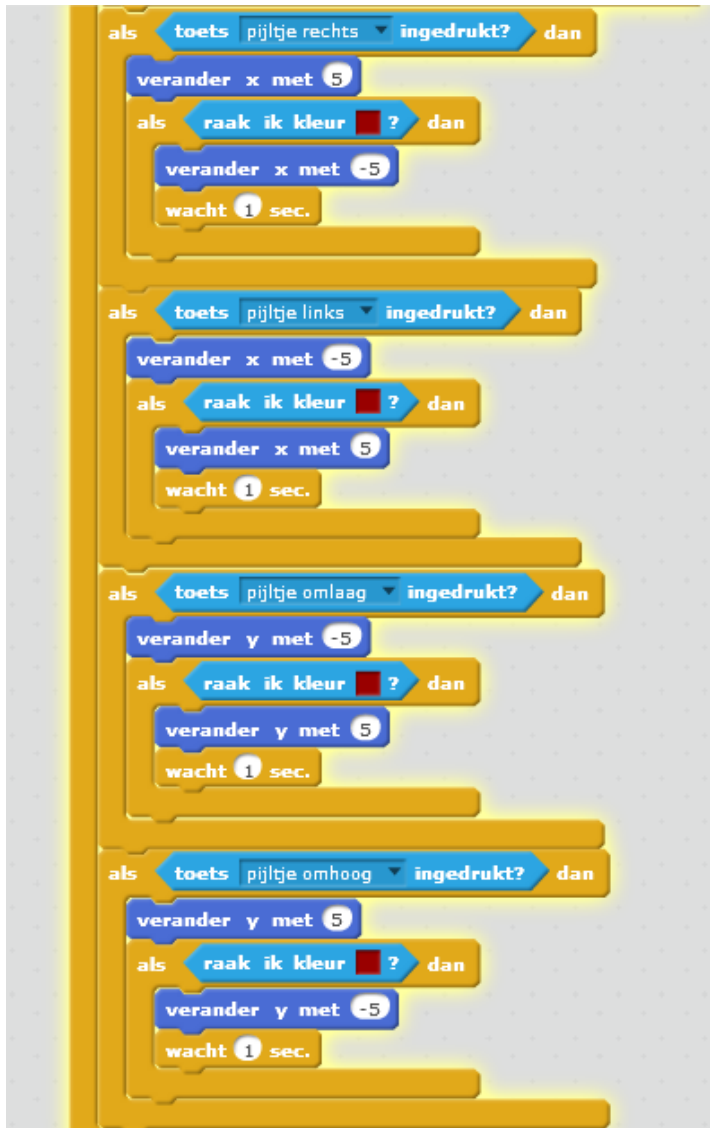 als toets pijltje rechts ingedrukt? dan
verander x met 5
als raak ik kleur ? dan
verander x met -5
wacht 1 sec.
als toets pijltje links ingedrukt? dan
verander x met -5
als raak ik kleur ? dan
verander x met 5
wacht 1 sec.
als toets pijltje omlaag ingedrukt? dan
verander y met -5
als raak ik kleur ? dan
verander y met 5
wacht 1 sec.
als toets pijltje omhoog ingedrukt? dan
verander y met 5
als raak ik kleur ? dan
verander y met -5
wacht 1 sec.